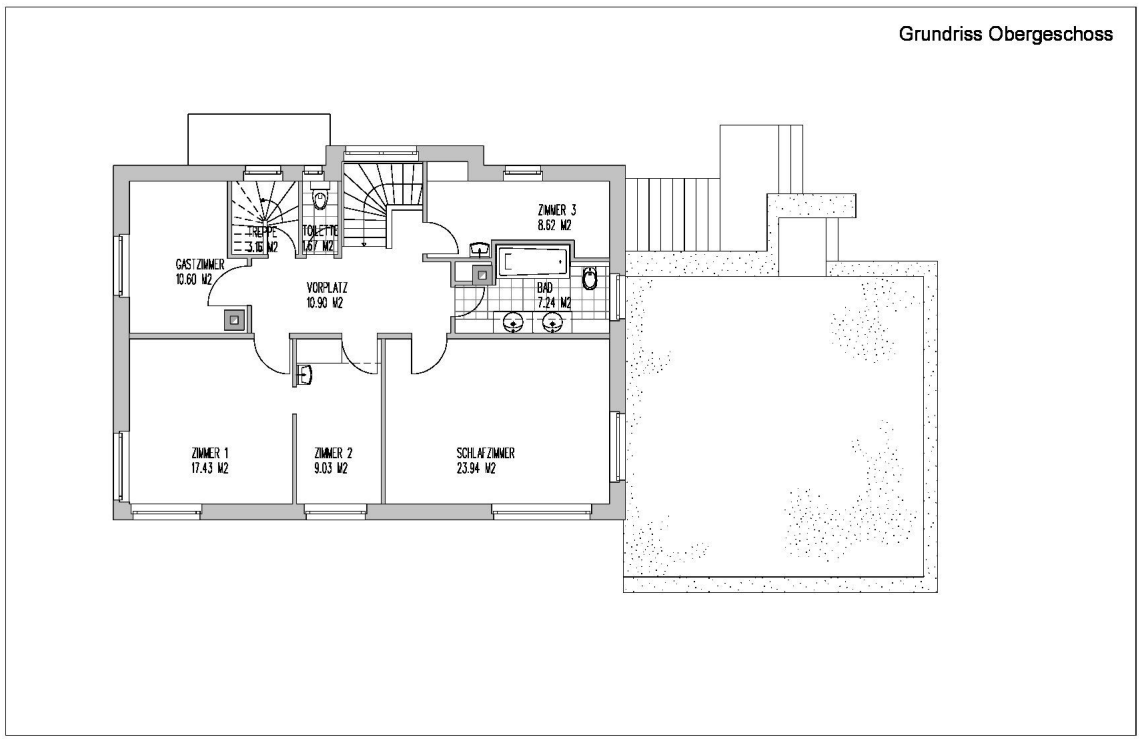 Grundriss Obergeschoss
ZIMMER 3
8.62 M2
TREPPE
3.16 M2
TOILETTE
1.67 M2
GASTZIMMER
10.60 M2
VORPLATZ
10.90 M2
BAD
7.24 M2
ZIMMER 1
17.43 M2
ZIMMER 2
9.03 M2
SCHLAFZIMMER
23.94 M2